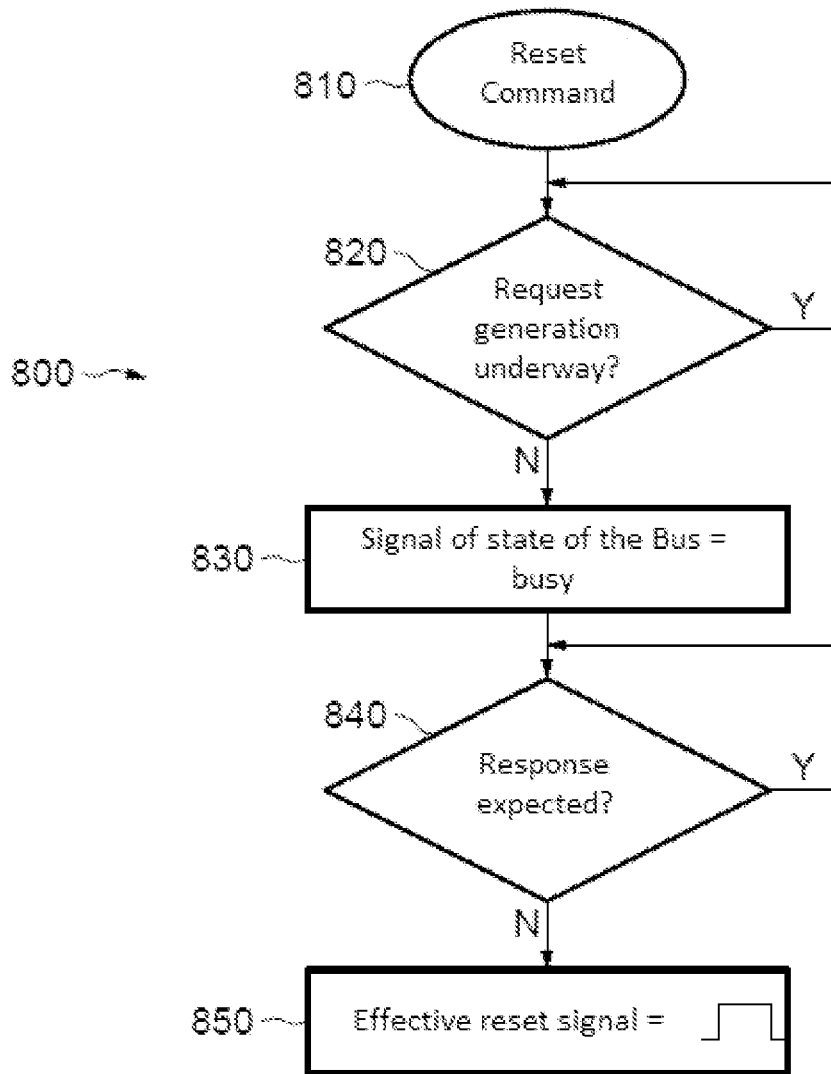 810
Reset
Command
820
Request
generation
underway?
Y
800
N
830
Signal of state of the Bus =
busy
840
Response
expected?
Y
N
850
Effective reset signal =